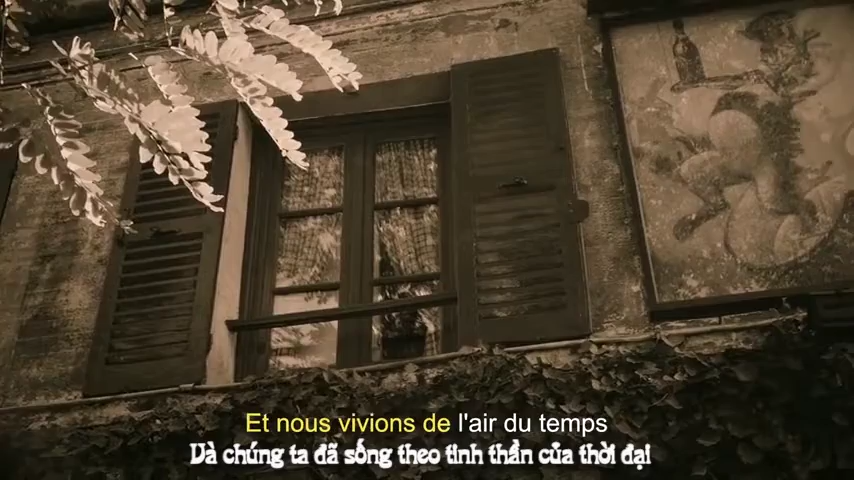 Et nous vivions de l'air du temps
Và chúng ta đã sống theo tinh thần của thời đại